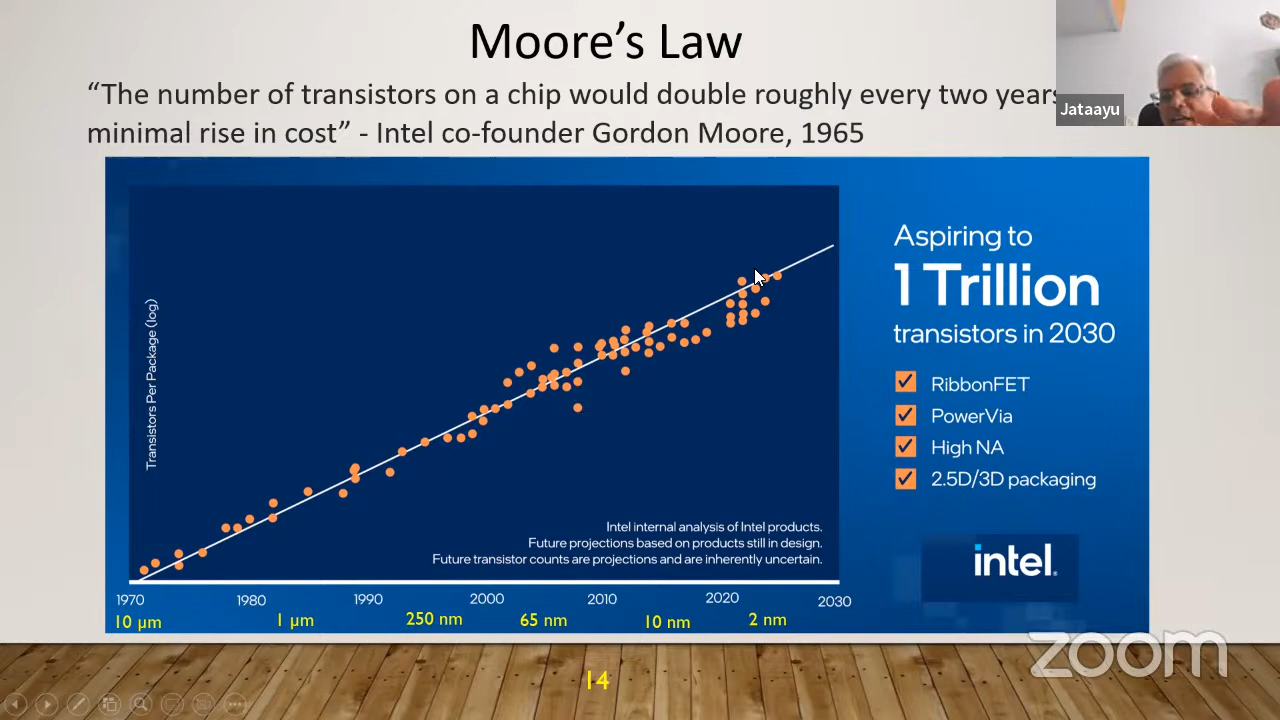 Moore's Law
“The number of transistors on a chip would double roughly every two years
minimal rise in cost” - Intel co-founder Gordon Moore, 1965
Jataayu
Transistors Per Package (log)
Aspiring to
1 Trillion
transistors in 2030
RibbonFET
PowerVia
High NA
2.5D/3D packaging
Intel internal analysis of Intel products.
Future projections based on products still in design.
Future transistor counts are projections and are inherently uncertain.
intel.
1970 1980 1990 2000 2010 2020 2030
10 µm 1 µm 250 nm 65 nm 10 nm 2 nm
zoom
14